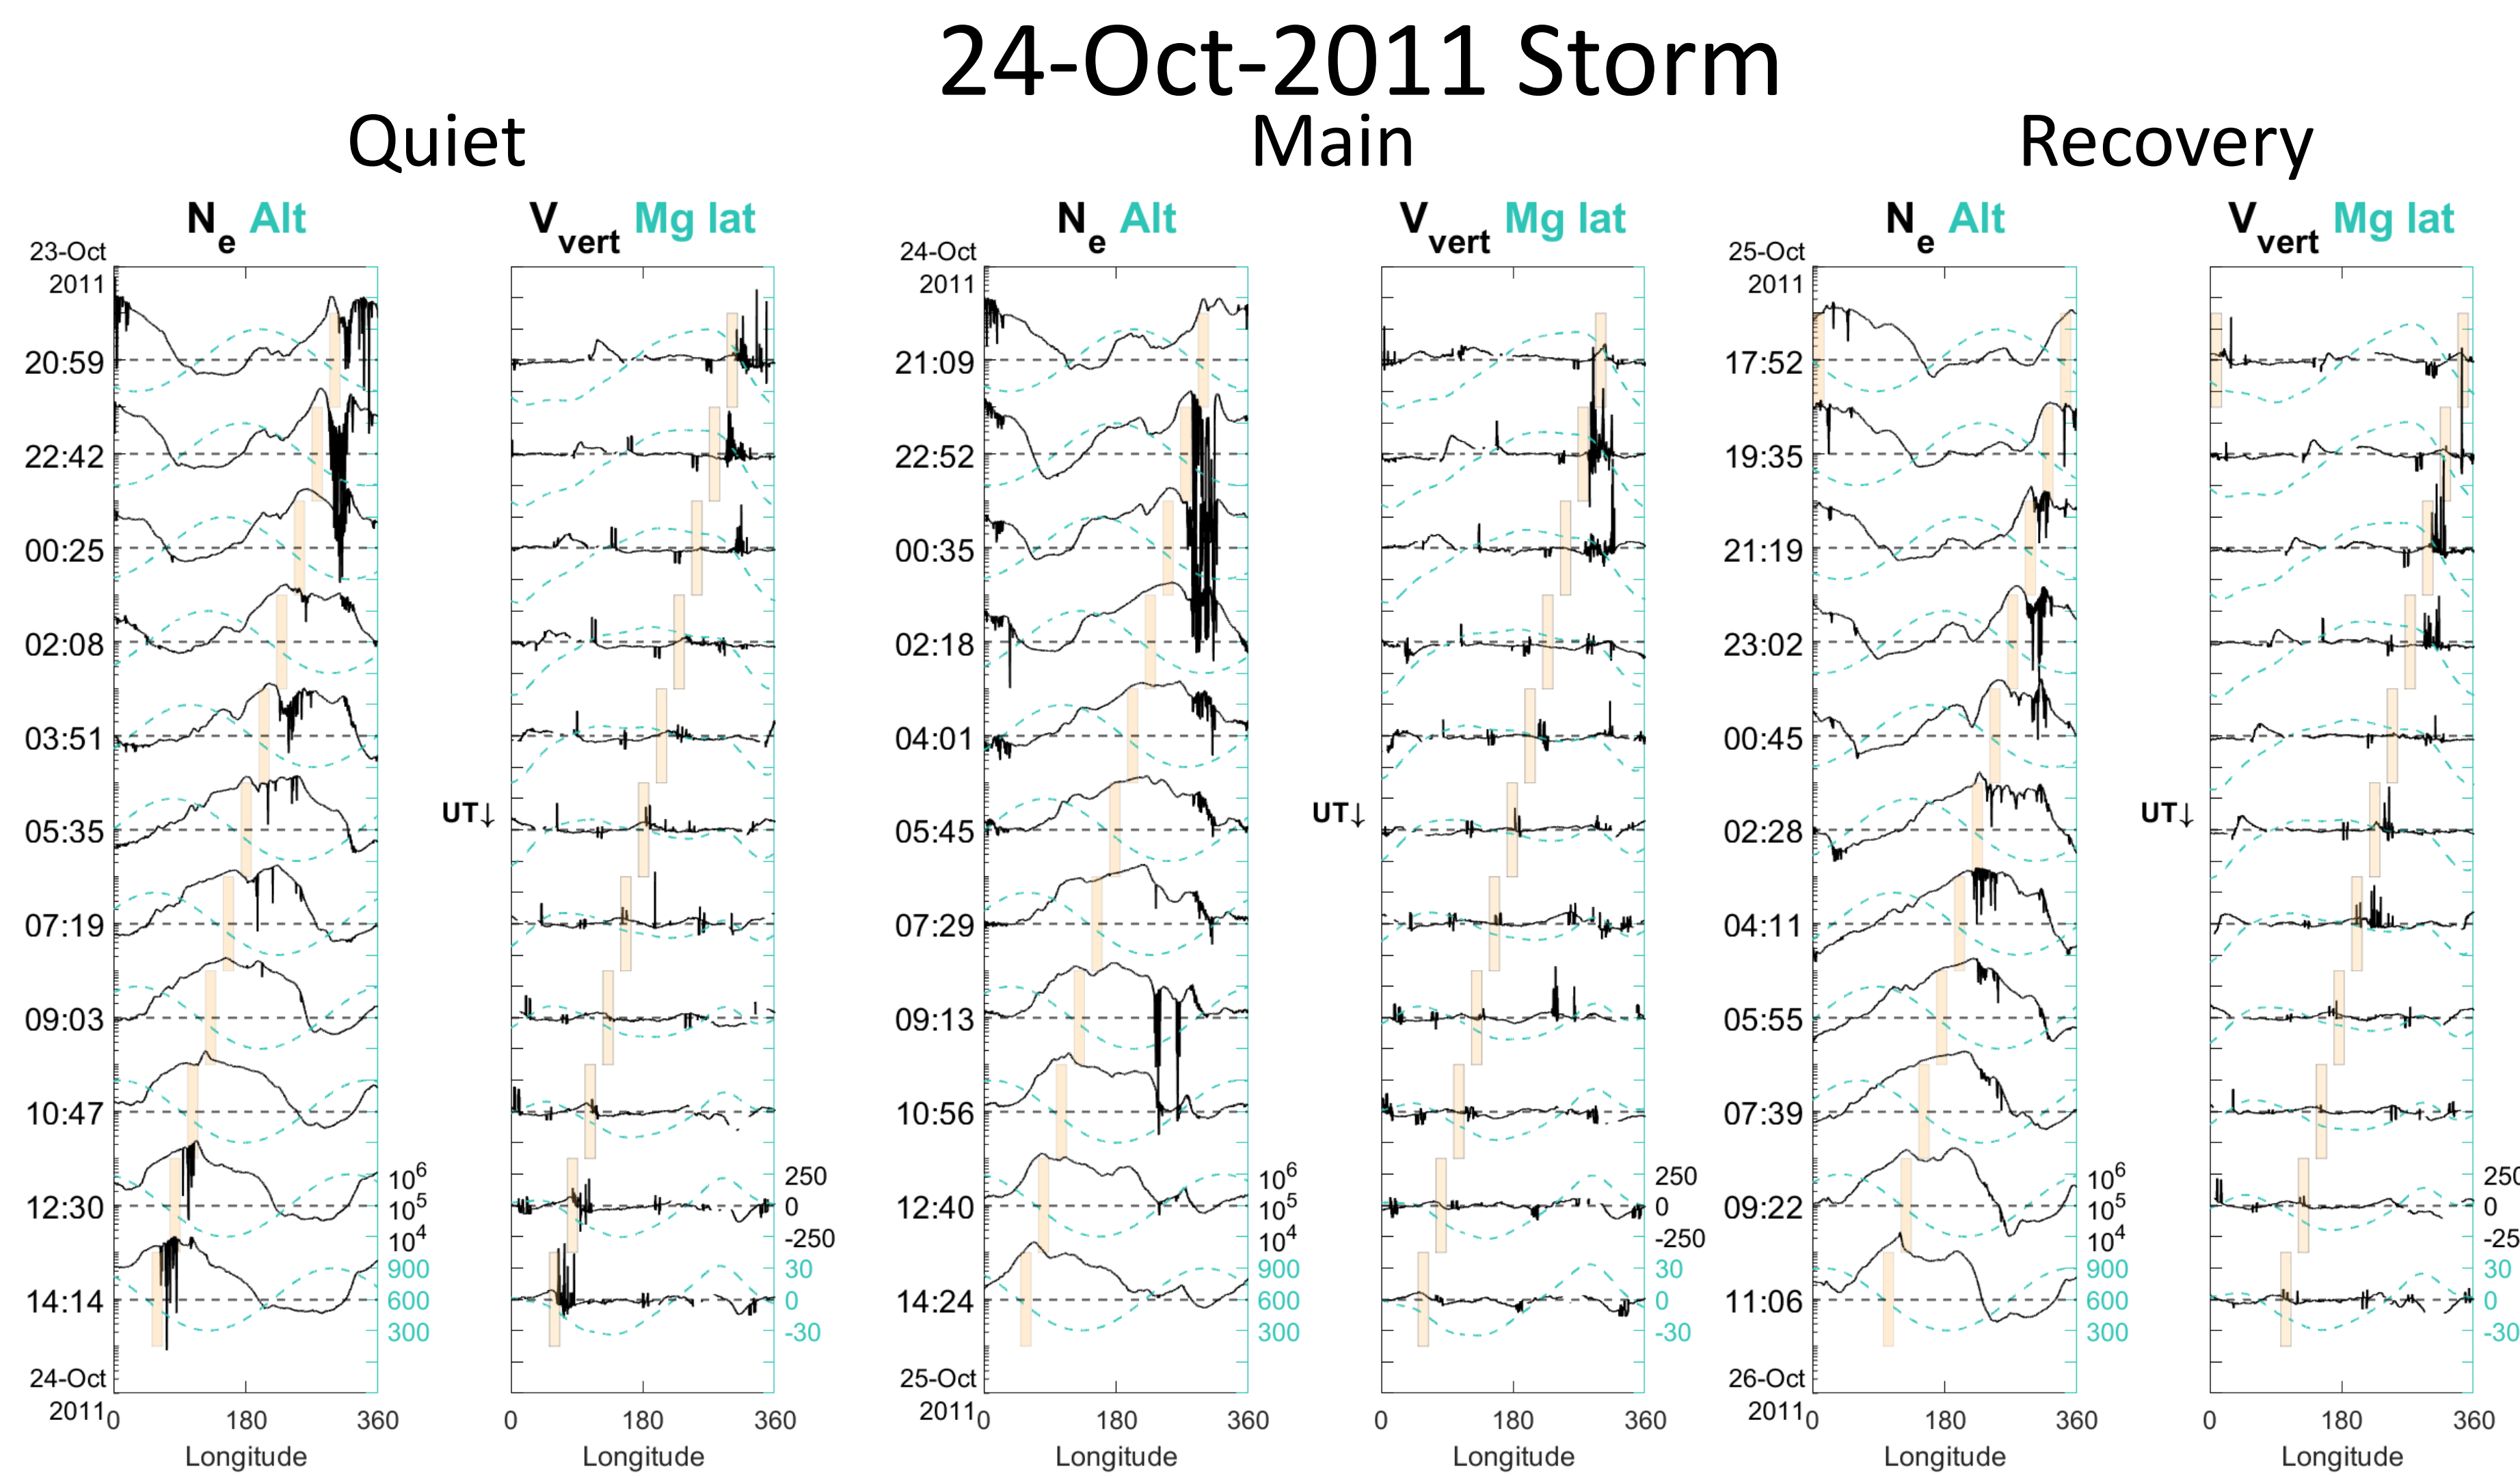 24-Oct-2011 Storm
Quiet
Main
Recovery
Ne Alt
Vvert Mg lat
23-Oct
2011
20:59
22:42
00:25
02:08
03:51
05:35
07:19
09:03
10:47
12:30
14:14
24-Oct
2011
0 180 360
Longitude
10^6
10^5
10^4
900
600
300
UT↓
0 180 360
Longitude
250
0
-250
30
0
-30
Ne Alt
Vvert Mg lat
24-Oct
2011
21:09
22:52
00:35
02:18
04:01
05:45
07:29
09:13
10:56
12:40
14:24
25-Oct
2011
0 180 360
Longitude
10^6
10^5
10^4
900
600
300
UT↓
0 180 360
Longitude
250
0
-250
30
0
-30
Ne Alt
Vvert Mg lat
25-Oct
2011
17:52
19:35
21:19
23:02
00:45
02:28
04:11
05:55
07:39
09:22
11:06
26-Oct
2011
0 180 360
Longitude
10^6
10^5
10^4
900
600
300
UT↓
0 180 360
Longitude
250
0
-25
30
0
-30